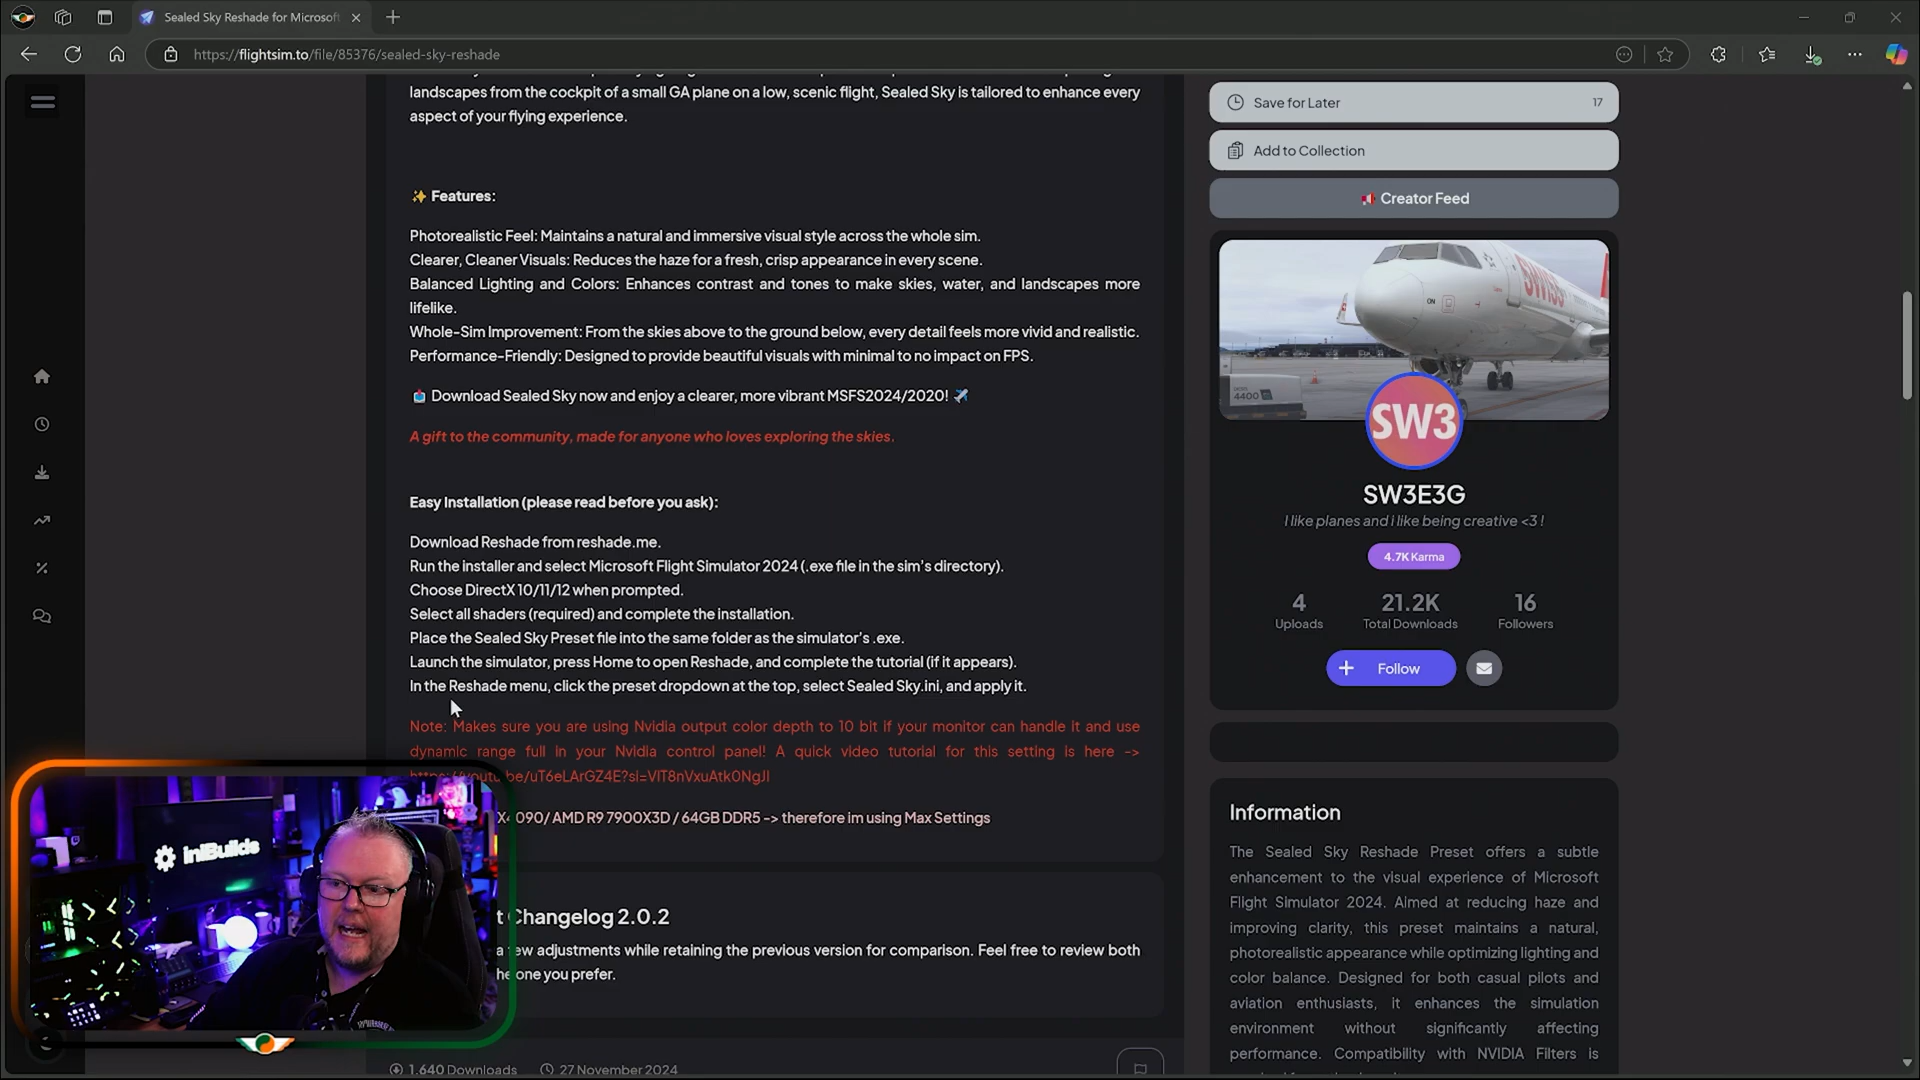 Sealed Sky Reshade for Microsof
https://flightsim.to/file/85376/sealed-sky-reshade
landscapes from the cockpit of a small GA plane on a low, scenic flight, Sealed Sky is tailored to enhance every
aspect of your flying experience.
✨ Features:
Photorealistic Feel: Maintains a natural and immersive visual style across the whole sim.
Clearer, Cleaner Visuals: Reduces the haze for a fresh, crisp appearance in every scene.
Balanced Lighting and Colors: Enhances contrast and tones to make skies, water, and landscapes more
lifelike.
Whole-Sim Improvement: From the skies above to the ground below, every detail feels more vivid and realistic.
Performance-Friendly: Designed to provide beautiful visuals with minimal to no impact on FPS.
📥 Download Sealed Sky now and enjoy a clearer, more vibrant MSFS2024/2020! ✈️
A gift to the community, made for anyone who loves exploring the skies.
Easy Installation (please read before you ask):
Download Reshade from reshade.me.
Run the installer and select Microsoft Flight Simulator 2024 (.exe file in the sim's directory).
Choose DirectX 10/11/12 when prompted.
Select all shaders (required) and complete the installation.
Place the Sealed Sky Preset file into the same folder as the simulator's .exe.
Launch the simulator, press Home to open Reshade, and complete the tutorial (if it appears).
In the Reshade menu, click the preset dropdown at the top, select Sealed Sky.ini, and apply it.
Note: Makes sure you are using Nvidia output color depth to 10 bit if your monitor can handle it and use
dynamic range full in your Nvidia control panel! A quick video tutorial for this setting is here ->
https://youtu.be/uT6eLArGZ4E?si=VIT8nVxuAtk0NgJI
X4090/ AMD R9 7900X3D / 64GB DDR5 -> therefore im using Max Settings
t Changelog 2.0.2
a few adjustments while retaining the previous version for comparison. Feel free to review both
he one you prefer.
1,640 Downloads
27 November 2024
Save for Later
17
Add to Collection
Creator Feed
SWISS
ON
4400
SW3
SW3E3G
I like planes and i like being creative <3 !
4.7K Karma
4
21.2K
16
Uploads
Total Downloads
Followers
+ Follow
Information
The Sealed Sky Reshade Preset offers a subtle
enhancement to the visual experience of Microsoft
Flight Simulator 2024. Aimed at reducing haze and
improving clarity, this preset maintains a natural,
photorealistic appearance while optimizing lighting and
color balance. Designed for both casual pilots and
aviation enthusiasts, it enhances the simulation
environment without significantly affecting
performance. Compatibility with NVIDIA Filters is
iniBuilds